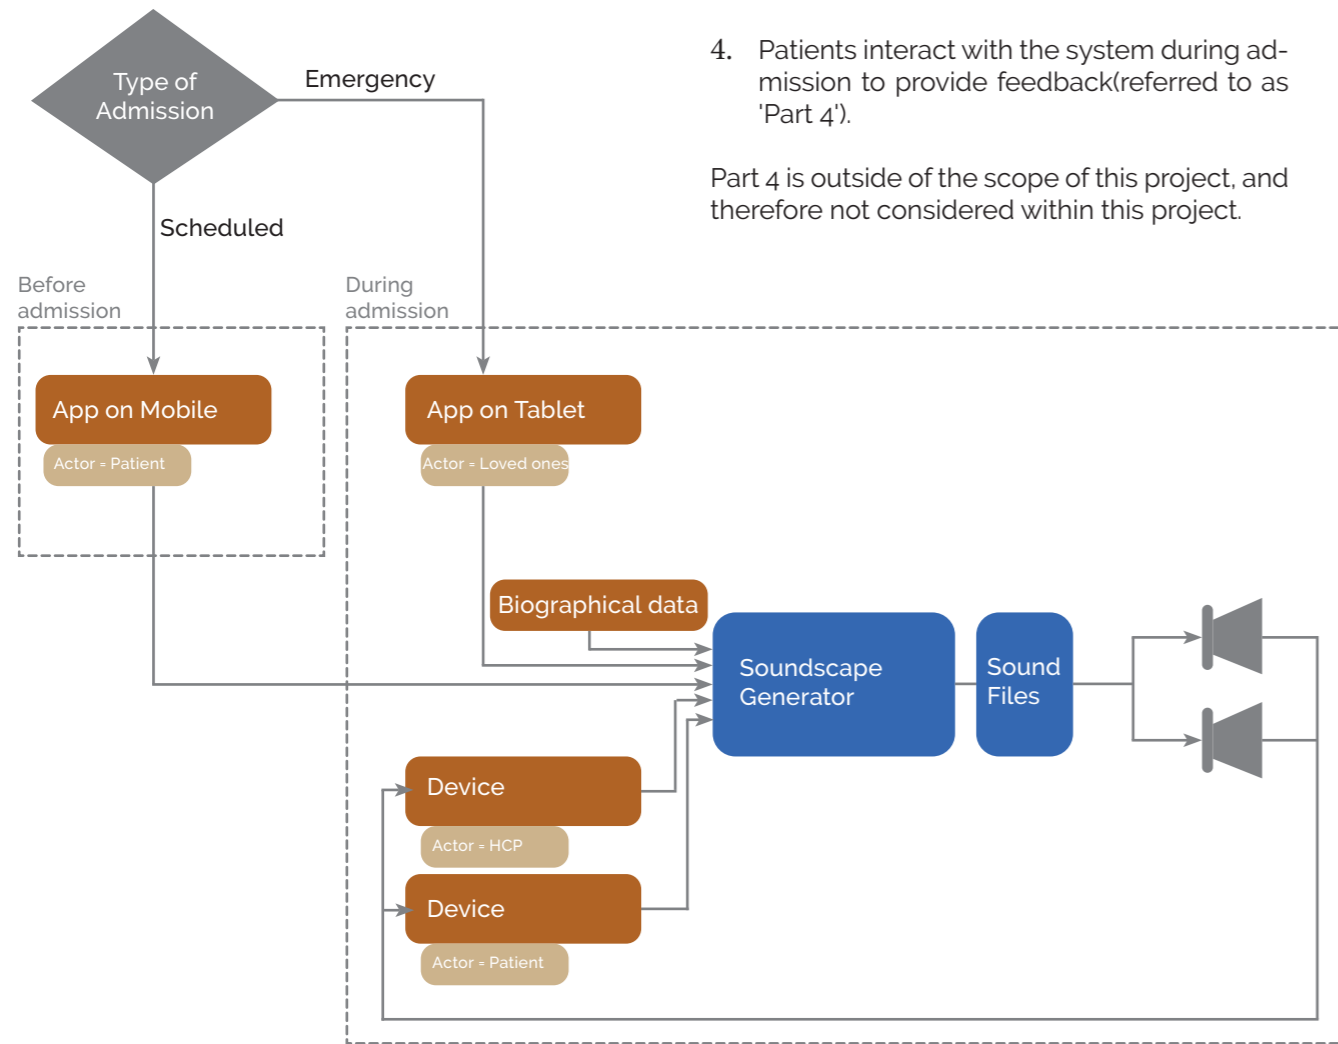 Type of
Admission
Emergency
Scheduled
4. Patients interact with the system during ad-
mission to provide feedback(referred to as
'Part 4').
Part 4 is outside of the scope of this project, and
therefore not considered within this project.
Before
admission
During
admission
App on Mobile
Actor = Patient
App on Tablet
Actor = Loved ones
Biographical data
Soundscape
Generator
Sound
Files
Device
Actor = HCP
Device
Actor = Patient